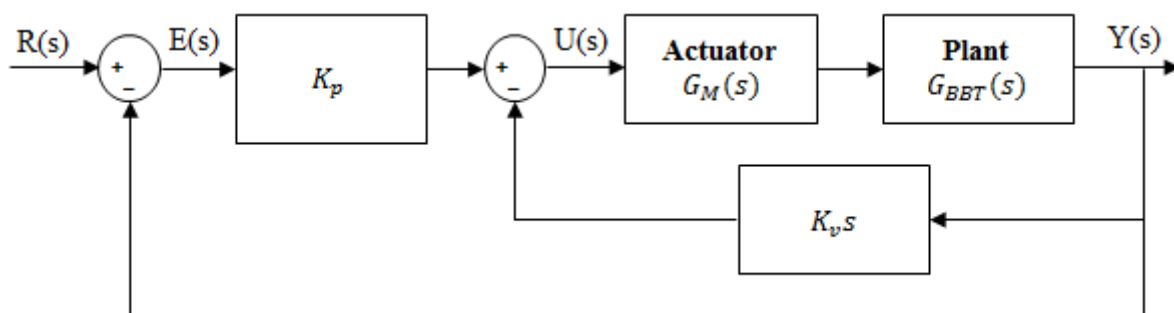 R(s)
+
−
E(s)
K_p
+
−
U(s)
Actuator
G_M(s)
Plant
G_BBT(s)
Y(s)
K_v s